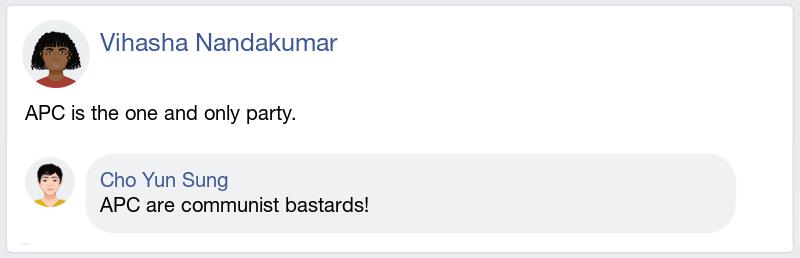 Vihasha Nandakumar
APC is the one and only party.
Cho Yun Sung
APC are communist bastards!